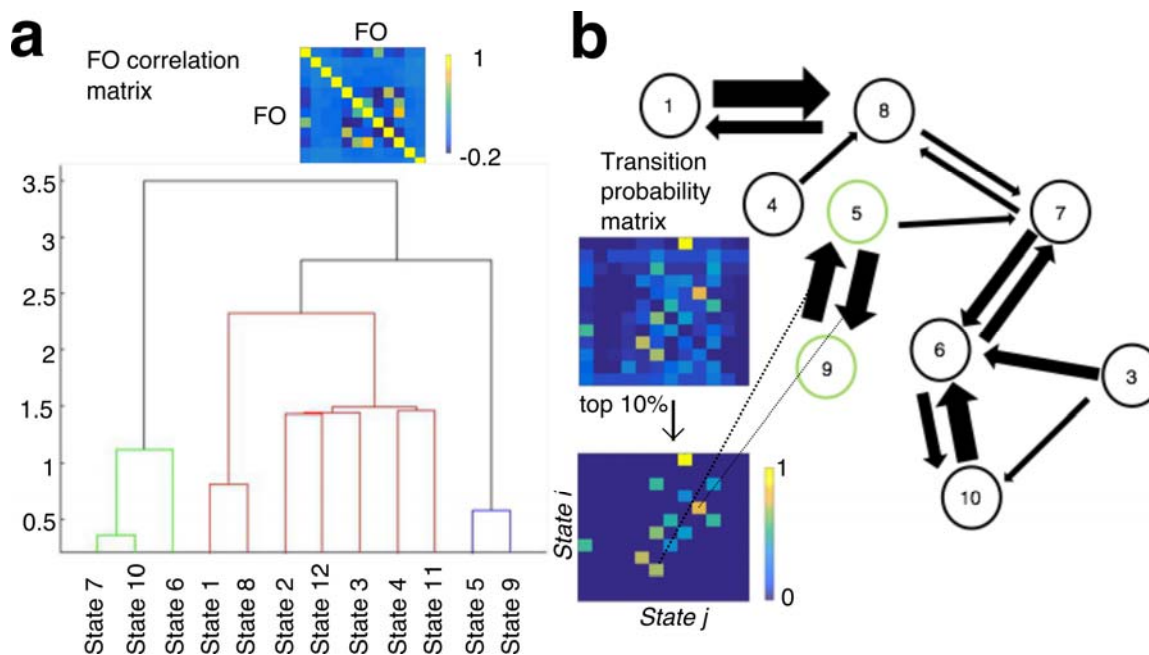 a
FO correlation
matrix
FO
FO
1
-0.2
3.5
3
2.5
2
1.5
1
0.5
State 7
State 10
State 6
State 1
State 8
State 2
State 12
State 3
State 4
State 11
State 5
State 9
b
1
8
4
5
7
9
6
3
10
Transition
probability
matrix
top 10%
State i
State j
1
0